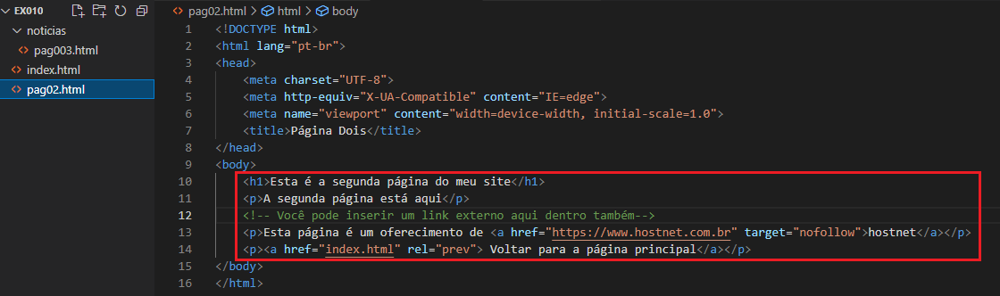 EX010
noticias
pag003.html
index.html
pag02.html
pag02.html > html > body
1 <!DOCTYPE html>
2 <html lang="pt-br">
3 <head>
4 <meta charset="UTF-8">
5 <meta http-equiv="X-UA-Compatible" content="IE=edge">
6 <meta name="viewport" content="width=device-width, initial-scale=1.0">
7 <title>Página Dois</title>
8 </head>
9 <body>
10 <h1>Esta é a segunda página do meu site</h1>
11 <p>A segunda página está aqui</p>
12 <!-- Você pode inserir um link externo aqui dentro também-->
13 <p>Esta página é um oferecimento de <a href="https://www.hostnet.com.br" target="nofollow">hostnet</a></p>
14 <p><a href="index.html" rel="prev"> Voltar para a página principal</a></p>
15 </body>
16 </html>